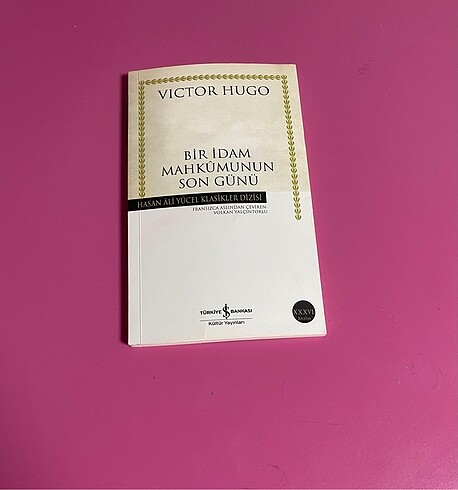 VICTOR HUGO
BİR İDAM
MAHKÛMUNUN
SON GÜNÜ
HASAN ÂLİ YÜCEL KLASİKLER DİZİSİ
FRANSIZCA ASLINDAN ÇEVİREN:
VOLKAN YALÇINTOKLU
TÜRKİYE İŞ BANKASI
Kültür Yayınları
XXXVI.
BASIM